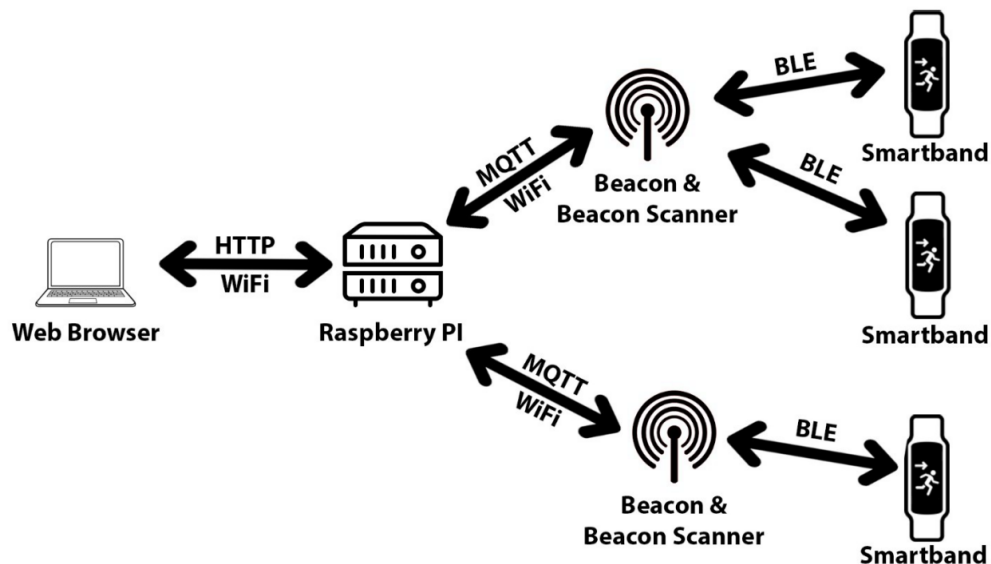 HTTP
WiFi
Web Browser
Raspberry PI
MQTT
WiFi
Beacon &
Beacon Scanner
BLE
Smartband
BLE
Smartband
MQTT
WiFi
Beacon &
Beacon Scanner
BLE
Smartband